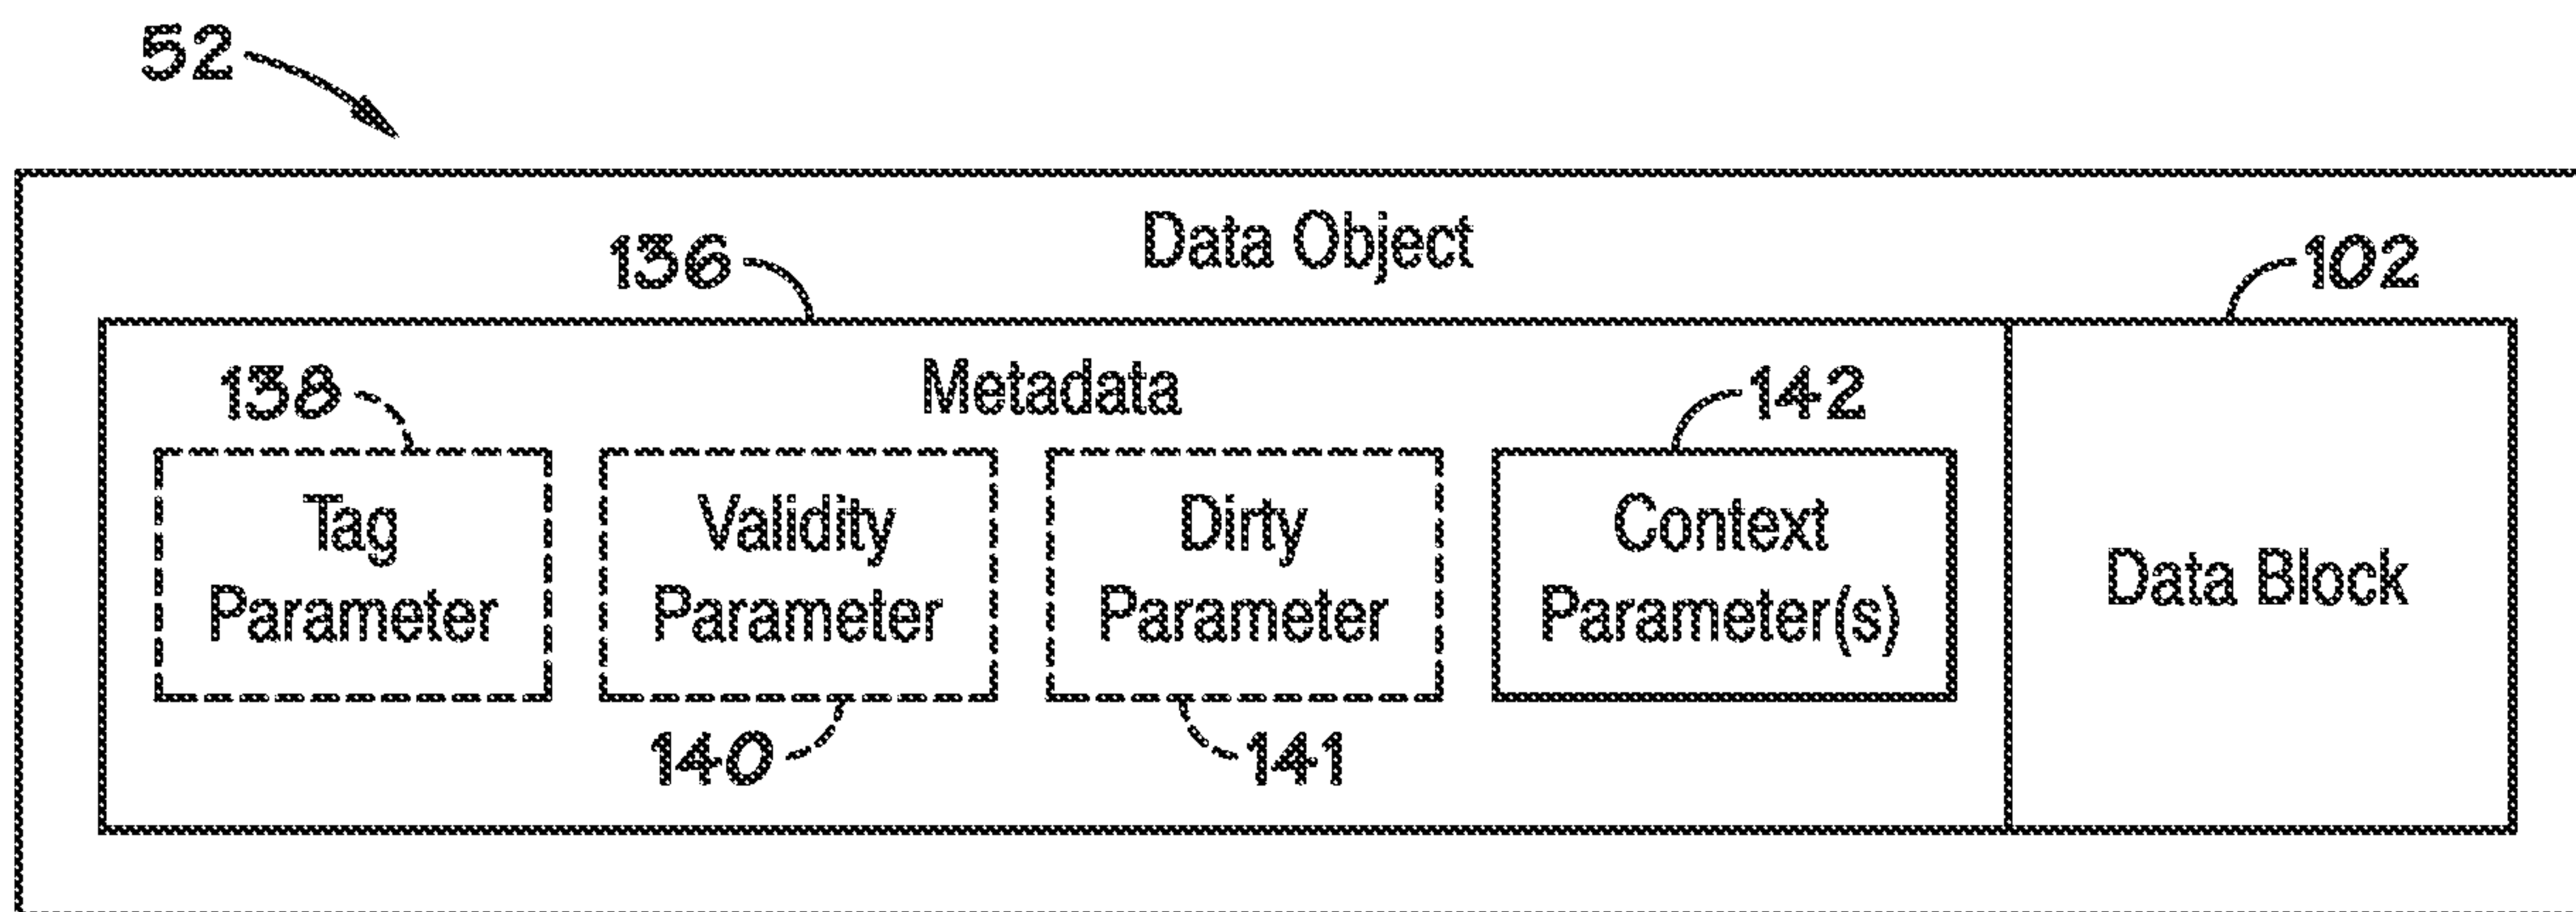 52
Data Object
136
102
Metadata
138
142
Tag
Parameter
Validity
Parameter
Dirty
Parameter
Context
Parameter(s)
Data Block
140
141